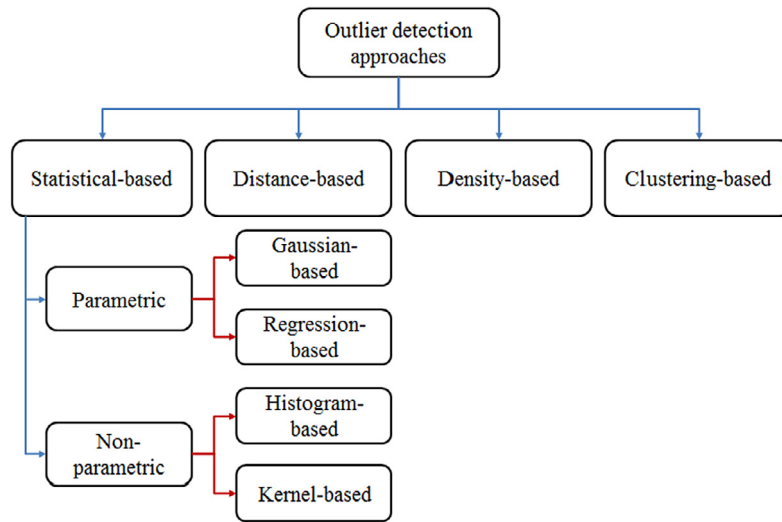 Outlier detection
approaches
Statistical-based
Distance-based
Density-based
Clustering-based
Parametric
Gaussian-
based
Regression-
based
Non-
parametric
Histogram-
based
Kernel-based